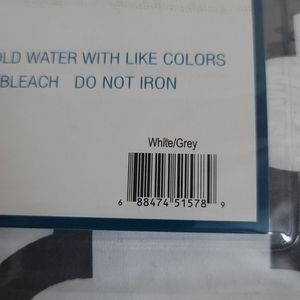 OLD WATER WITH LIKE COLORS
BLEACH DO NOT IRON
White/Grey
6 88474 51578 9